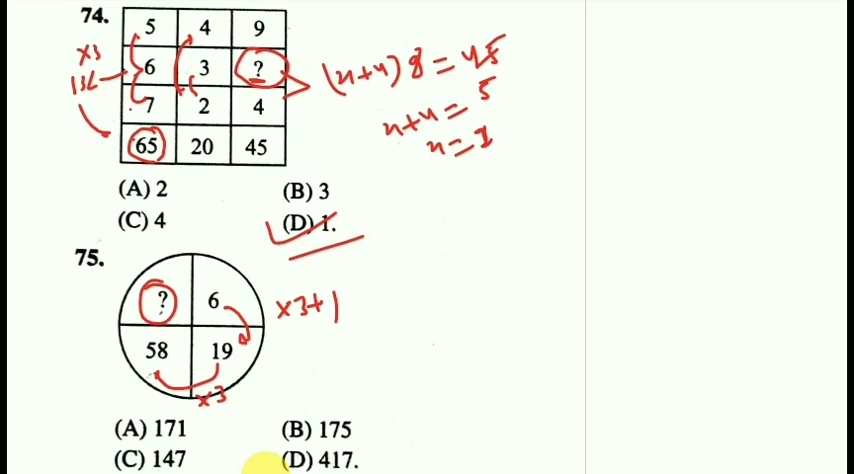 74.
5 4 9
6 3 ?
7 2 4
65 20 45
×3
(x+4) 9 = 45
x+4 = 5
x = 1
(A) 2 (B) 3
(C) 4 (D) 1.
75.
? 6
58 19
×3+1
×3
(A) 171 (B) 175
(C) 147 (D) 417.